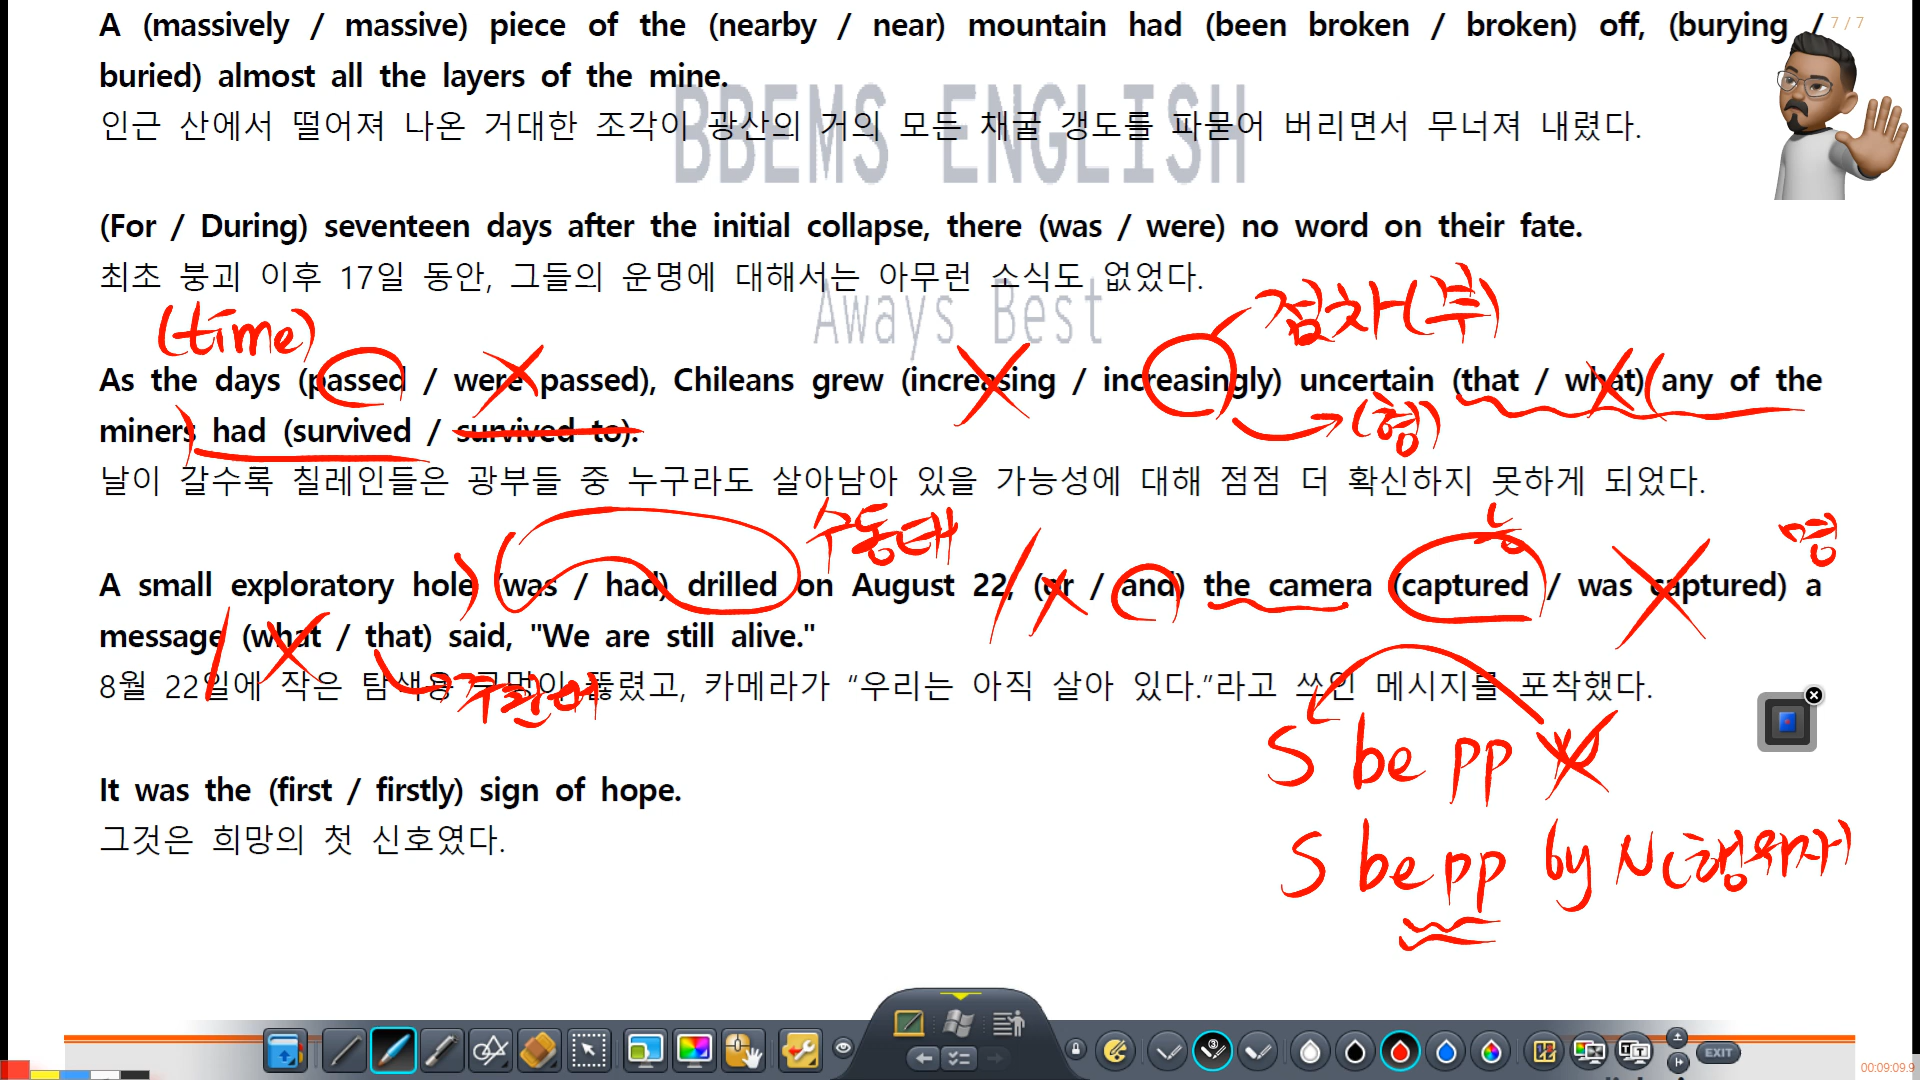 7 / 7
A (massively / massive) piece of the (nearby / near) mountain had (been broken / broken) off, (burying /
buried) almost all the layers of the mine.
인근 산에서 떨어져 나온 거대한 조각이 광산의 거의 모든 채굴 갱도를 파묻어 버리면서 무너져 내렸다.
BBEMS ENGLISH
(For / During) seventeen days after the initial collapse, there (was / were) no word on their fate.
최초 붕괴 이후 17일 동안, 그들의 운명에 대해서는 아무런 소식도 없었다.
Aways Best
(time)
점차(부)
As the days (passed / were passed), Chileans grew (increasing / increasingly) uncertain (that / what) any of the
miners had (survived / survived to).
(형)
날이 갈수록 칠레인들은 광부들 중 누구라도 살아남아 있을 가능성에 대해 점점 더 확신하지 못하게 되었다.
수동태
능
명
A small exploratory hole (was / had) drilled on August 22, (or / and) the camera (captured / was captured) a
message (what / that) said, "We are still alive."
8월 22일에 작은 탐색용 구멍이 뚫렸고, 카메라가 “우리는 아직 살아 있다.”라고 쓰인 메시지를 포착했다.
주관대
S be pp
It was the (first / firstly) sign of hope.
그것은 희망의 첫 신호였다.
S be pp by N(행위자)
EXIT
00:09:09.9